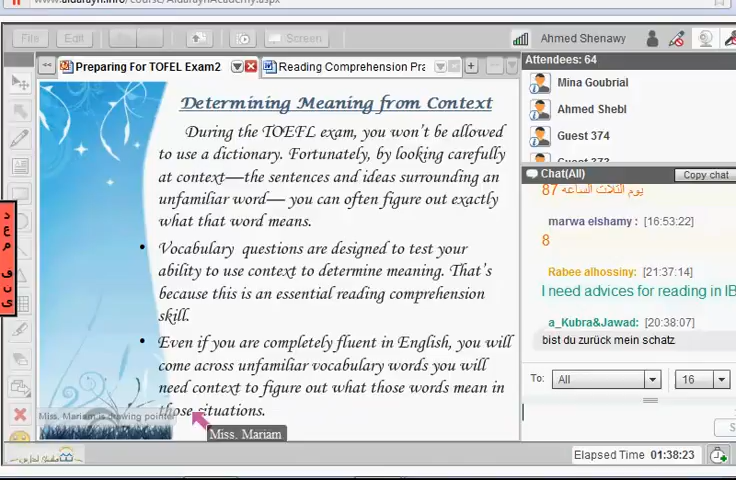 www.aldarayn.info/course/AldaraynAcademy.aspx
File Edit Screen Ahmed Shenawy
Attendees: 64
<< Preparing For TOFEL Exam2 Reading Comprehension Pra +
Mina Goubrial
Ahmed Shebl
Guest 374
Guest 373
Determining Meaning from Context
During the TOEFL exam, you won't be allowed
to use a dictionary. Fortunately, by looking carefully
at context—the sentences and ideas surrounding an
unfamiliar word— you can often figure out exactly
what that word means.
• Vocabulary questions are designed to test your
ability to use context to determine meaning. That's
because this is an essential reading comprehension
skill.
• Even if you are completely fluent in English, you will
come across unfamiliar vocabulary words you will
need context to figure out what those words mean in
those situations.
Miss. Mariam is drawing pointer
Miss. Mariam
Chat(All) Copy chat
يوم الثلاث الساعه 87
marwa elshamy : [16:53:22]
8
Rabee alhossiny: [21:37:14]
I need advices for reading in IB
a_Kubra&Jawad: [20:38:07]
bist du zurück mein schatz
To: All 16
Elapsed Time 01:38:23